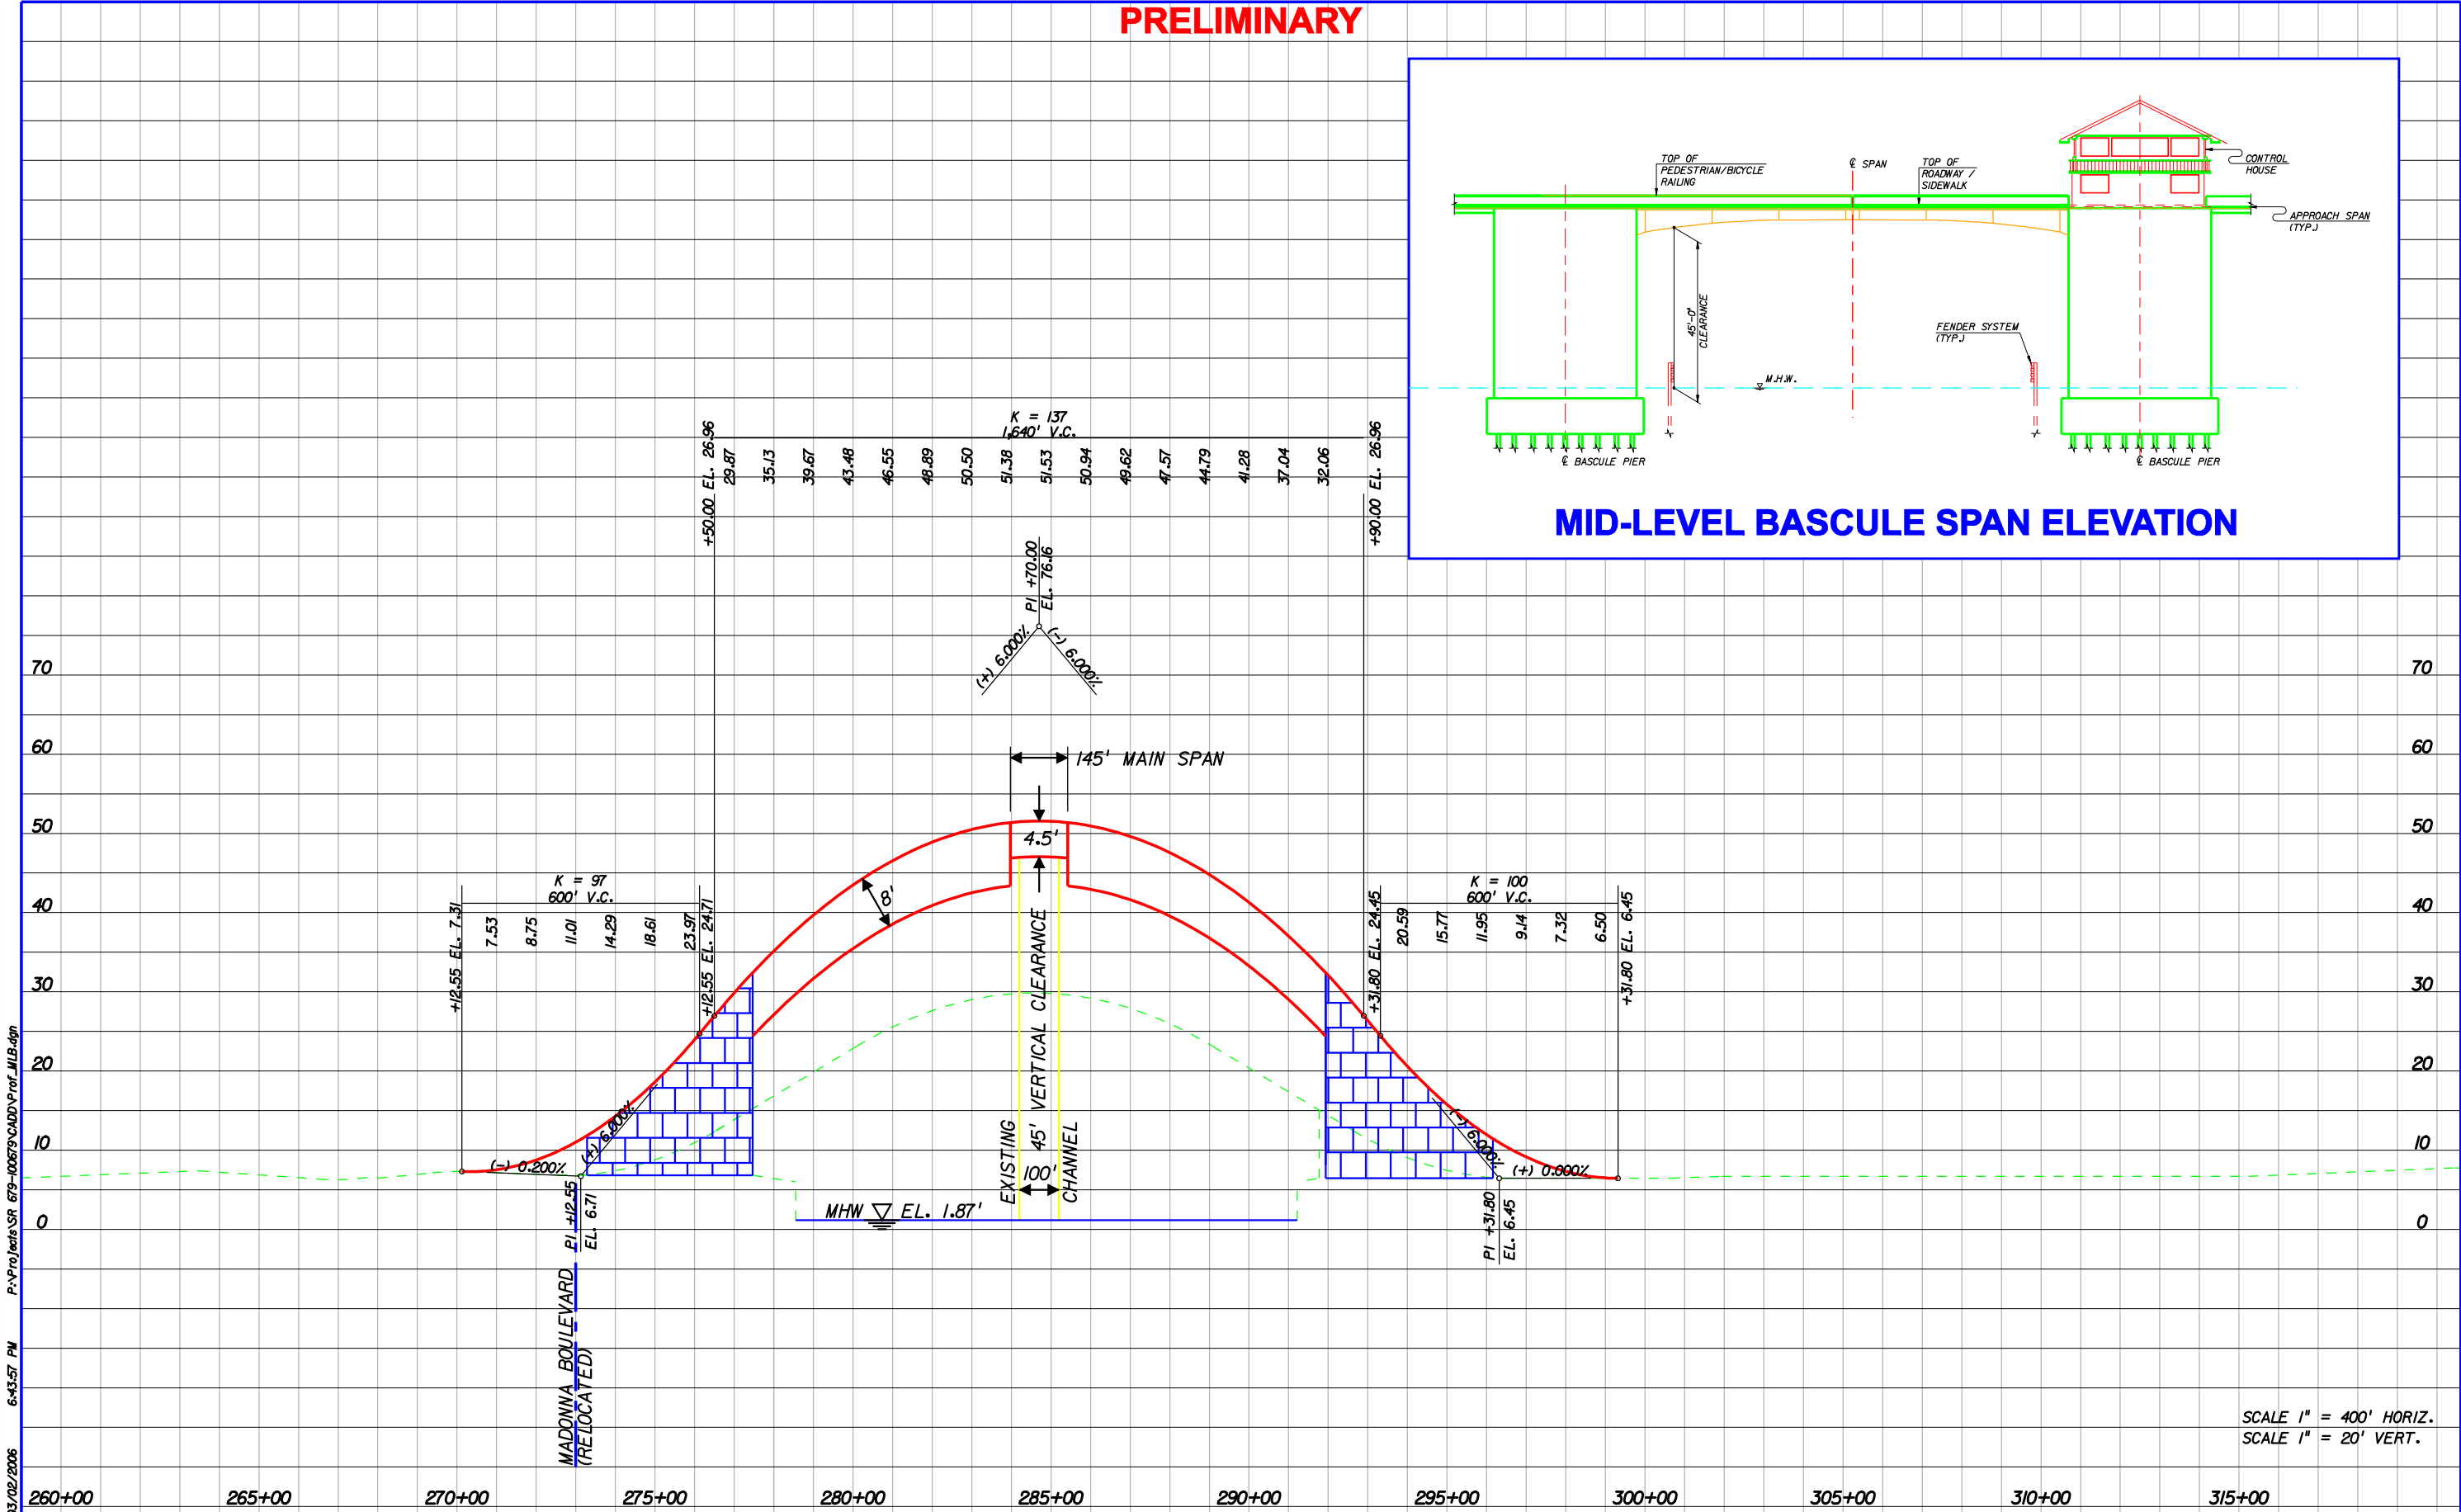 PRELIMINARY
TOP OF
PEDESTRIAN/BICYCLE
RAILING
℄ SPAN
TOP OF
ROADWAY /
SIDEWALK
CONTROL
HOUSE
APPROACH SPAN
(TYP.)
45'-0"
CLEARANCE
FENDER SYSTEM
(TYP.)
M.H.W.
℄ BASCULE PIER
℄ BASCULE PIER
MID-LEVEL BASCULE SPAN ELEVATION
K = 137
1,640' V.C.
+50.00 EL. 26.96
29.87
35.13
39.67
43.48
46.55
48.89
50.50
51.38
51.53
50.94
49.62
47.57
44.79
41.28
37.04
32.06
+90.00 EL. 26.96
PI +70.00
EL. 76.16
(+) 6.000%
(-) 6.000%
70
70
60
60
145' MAIN SPAN
50
50
4.5'
8'
K = 97
600' V.C.
+12.55 EL. 7.31
7.53
8.75
11.01
14.29
18.61
23.97
+12.55 EL. 24.71
K = 100
600' V.C.
+31.80 EL. 24.45
20.59
15.77
11.95
9.14
7.32
6.50
+31.80 EL. 6.45
40
40
30
30
20
20
10
10
0
0
(-) 0.200%
(+) 6.000%
PI +12.55
EL. 6.71
EXISTING
45' VERTICAL CLEARANCE
100'
CHANNEL
MHW EL. 1.87'
(-) 6.000%
(+) 0.000%
PI +31.80
EL. 6.45
MADONNA BOULEVARD
(RELOCATED)
SCALE 1" = 400' HORIZ.
SCALE 1" = 20' VERT.
260+00
265+00
270+00
275+00
280+00
285+00
290+00
295+00
300+00
305+00
310+00
315+00
03/02/2006 6:43:57 PM P:\Projects\SR 679-100679\CADD\Prof_MLB.dgn